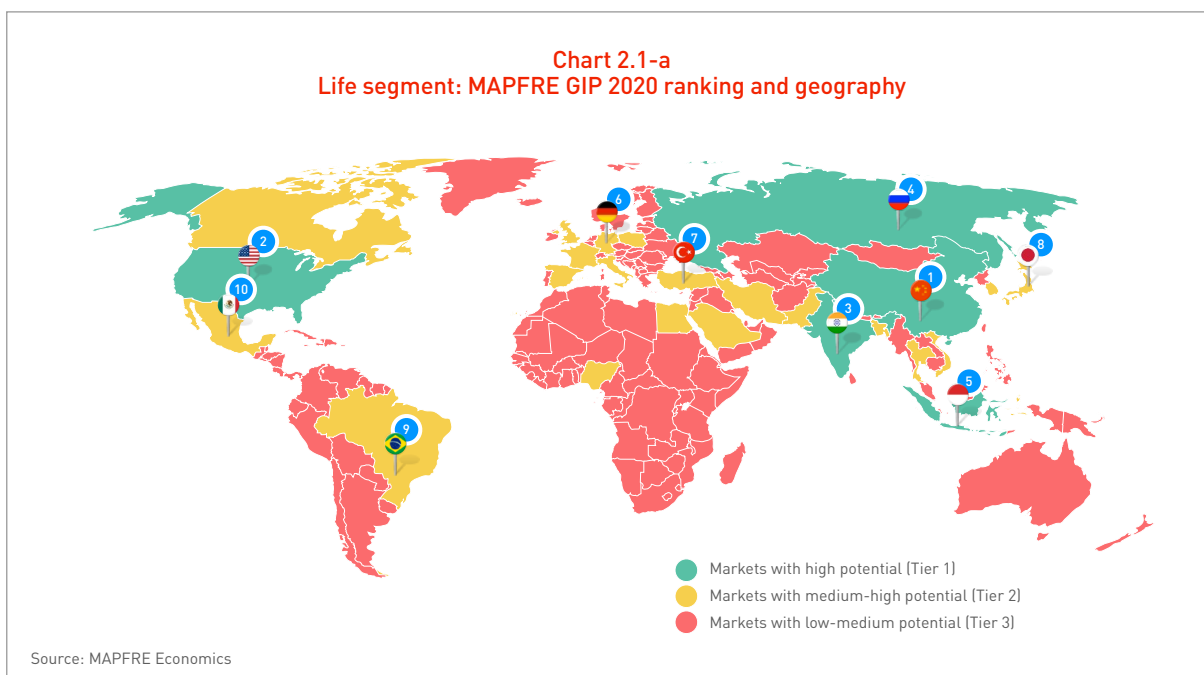 Chart 2.1-a
Life segment: MAPFRE GIP 2020 ranking and geography
4
6
2
7
8
10
1
3
5
9
Markets with high potential (Tier 1)
Markets with medium-high potential (Tier 2)
Markets with low-medium potential (Tier 3)
Source: MAPFRE Economics